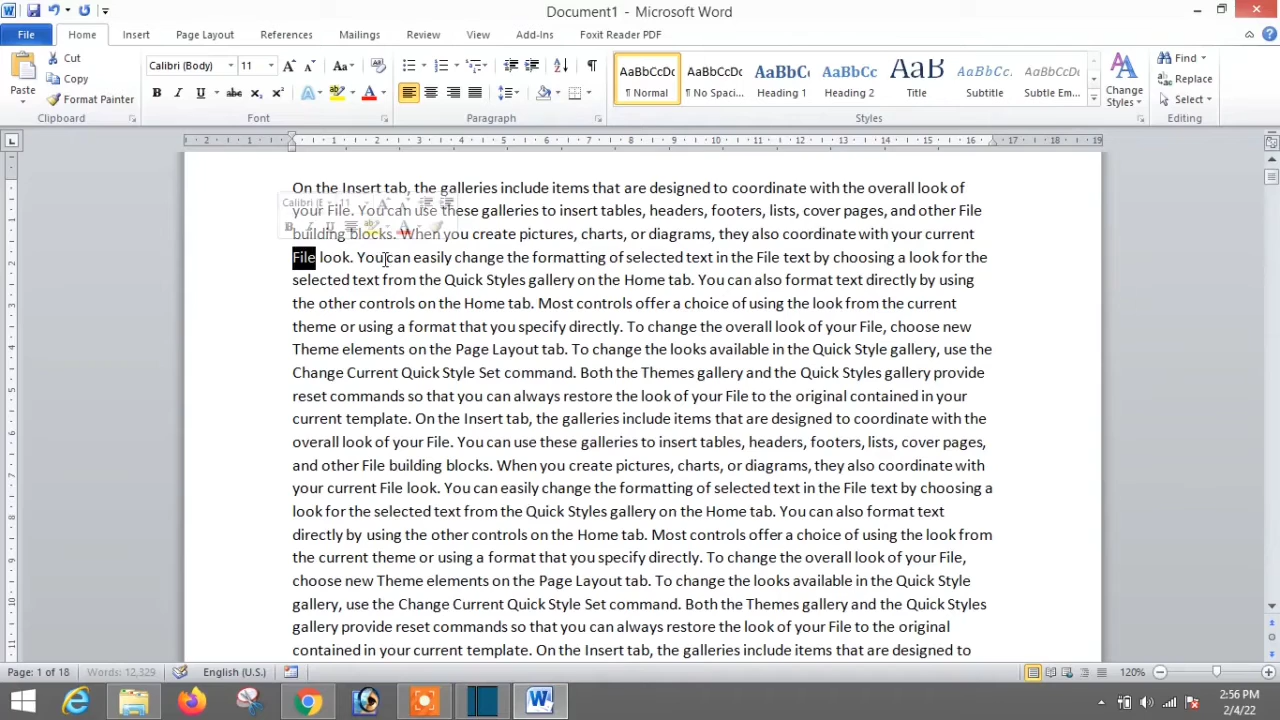 Document1 - Microsoft Word
File Home Insert Page Layout References Mailings Review View Add-Ins Foxit Reader PDF
Paste Cut Copy Format Painter
Calibri (Body) 11
AaBbCcDc AaBbCcDc AaBbC AaBbCc AaB AaBbCcD AaBbCcDc
¶ Normal ¶ No Spaci... Heading 1 Heading 2 Title Subtitle Subtle Em...
Change Styles
Find Replace Select
Clipboard Font Paragraph Styles Editing
2 1 1 2 3 4 5 6 7 8 9 10 11 12 13 14 15 16 17 18 19
On the Insert tab, the galleries include items that are designed to coordinate with the overall look of
your File. You can use these galleries to insert tables, headers, footers, lists, cover pages, and other File
building blocks. When you create pictures, charts, or diagrams, they also coordinate with your current
File look. You can easily change the formatting of selected text in the File text by choosing a look for the
selected text from the Quick Styles gallery on the Home tab. You can also format text directly by using
the other controls on the Home tab. Most controls offer a choice of using the look from the current
theme or using a format that you specify directly. To change the overall look of your File, choose new
Theme elements on the Page Layout tab. To change the looks available in the Quick Style gallery, use the
Change Current Quick Style Set command. Both the Themes gallery and the Quick Styles gallery provide
reset commands so that you can always restore the look of your File to the original contained in your
current template. On the Insert tab, the galleries include items that are designed to coordinate with the
overall look of your File. You can use these galleries to insert tables, headers, footers, lists, cover pages,
and other File building blocks. When you create pictures, charts, or diagrams, they also coordinate with
your current File look. You can easily change the formatting of selected text in the File text by choosing a
look for the selected text from the Quick Styles gallery on the Home tab. You can also format text
directly by using the other controls on the Home tab. Most controls offer a choice of using the look from
the current theme or using a format that you specify directly. To change the overall look of your File,
choose new Theme elements on the Page Layout tab. To change the looks available in the Quick Style
gallery, use the Change Current Quick Style Set command. Both the Themes gallery and the Quick Styles
gallery provide reset commands so that you can always restore the look of your File to the original
contained in your current template. On the Insert tab, the galleries include items that are designed to
Page: 1 of 18 Words: 12,329 English (U.S.) 120%
2:56 PM
2/4/22